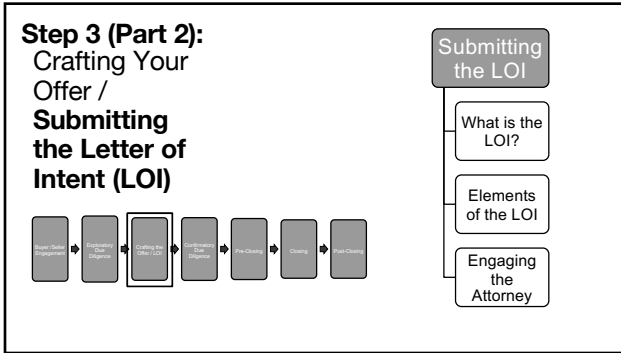 Step 3 (Part 2):
Crafting Your
Offer /
Submitting
the Letter of
Intent (LOI)
Submitting
the LOI
What is the
LOI?
Elements
of the LOI
Engaging
the
Attorney
Buyer /Seller
Engagement
Exploratory
Due
Diligence
Crafting the
Offer / LOI
Confirmatory
Due
Diligence
Pre-Closing
Closing
Post-Closing